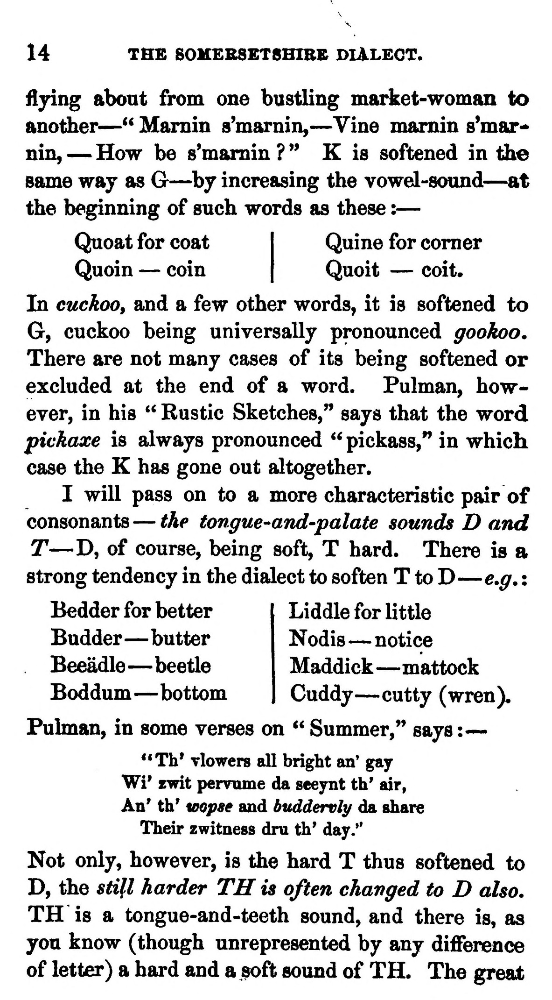 14 THE SOMERSETSHIRE DIALECT.
flying about from one bustling market-woman to
another—“Marnin s’marnin,—Vine marnin s’mar-
nin,—How be s’marnin?” K is softened in the
same way as G—by increasing the vowel-sound—at
the beginning of such words as these:—
Quoat for coat | Quine for corner
Quoin — coin | Quoit — coit.
In cuckoo, and a few other words, it is softened to
G, cuckoo being universally pronounced gookoo.
There are not many cases of its being softened or
excluded at the end of a word. Pulman, how-
ever, in his “Rustic Sketches,” says that the word
pickaxe is always pronounced “pickass,” in which
case the K has gone out altogether.
I will pass on to a more characteristic pair of
consonants—the tongue-and-palate sounds D and
T—D, of course, being soft, T hard. There is a
strong tendency in the dialect to soften T to D—e.g.:
Bedder for better | Liddle for little
Budder—butter | Nodis—notice
Beeädle—beetle | Maddick—mattock
Boddum—bottom | Cuddy—cutty (wren).
Pulman, in some verses on “Summer,” says:—
“Th’ vlowers all bright an’ gay
Wi’ zwit pervume da seeynt th’ air,
An’ th’ wopse and buddervly da share
Their zwitness dru th’ day.”
Not only, however, is the hard T thus softened to
D, the still harder TH is often changed to D also.
TH is a tongue-and-teeth sound, and there is, as
you know (though unrepresented by any difference
of letter) a hard and a soft sound of TH. The great